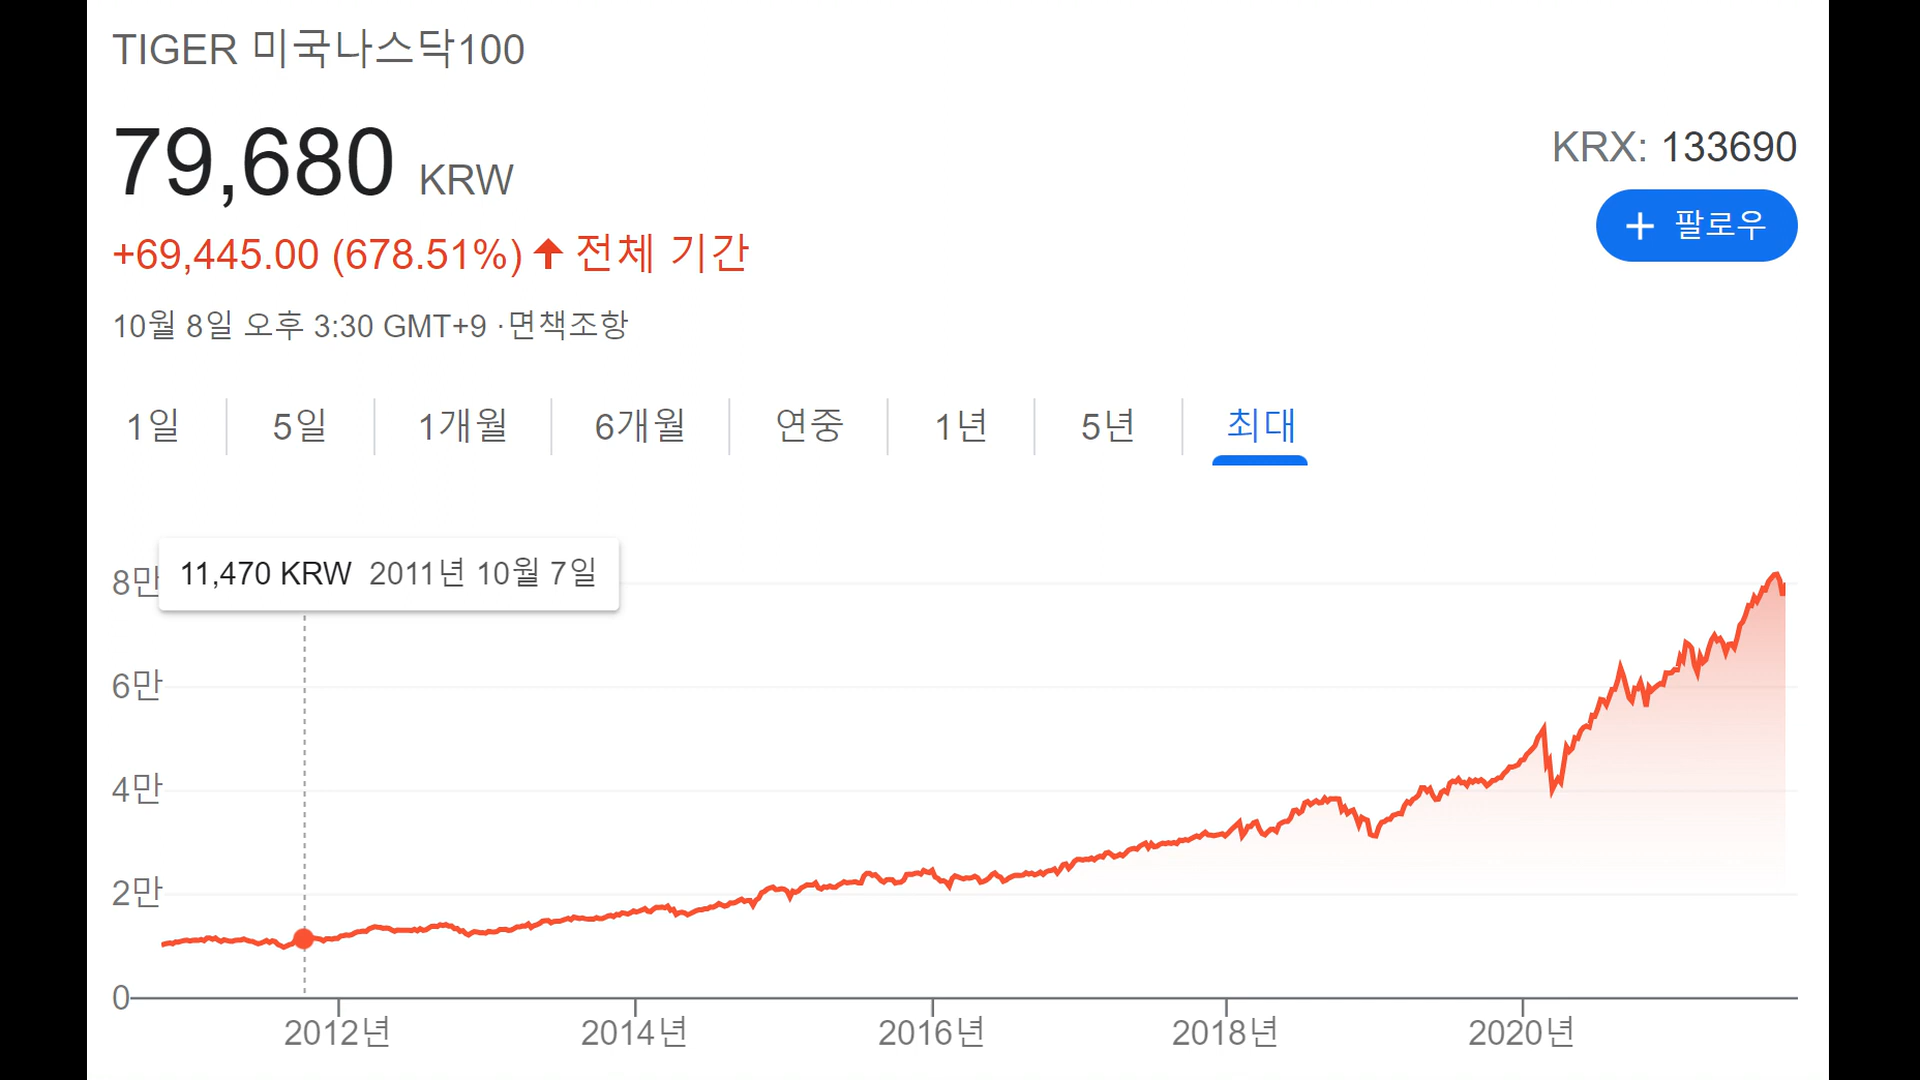 TIGER 미국나스닥100
79,680 KRW
KRX: 133690
+ 팔로우
+69,445.00 (678.51%) ↑ 전체 기간
10월 8일 오후 3:30 GMT+9 · 면책조항
1일 5일 1개월 6개월 연중 1년 5년 최대
11,470 KRW 2011년 10월 7일
8만
6만
4만
2만
0
2012년 2014년 2016년 2018년 2020년